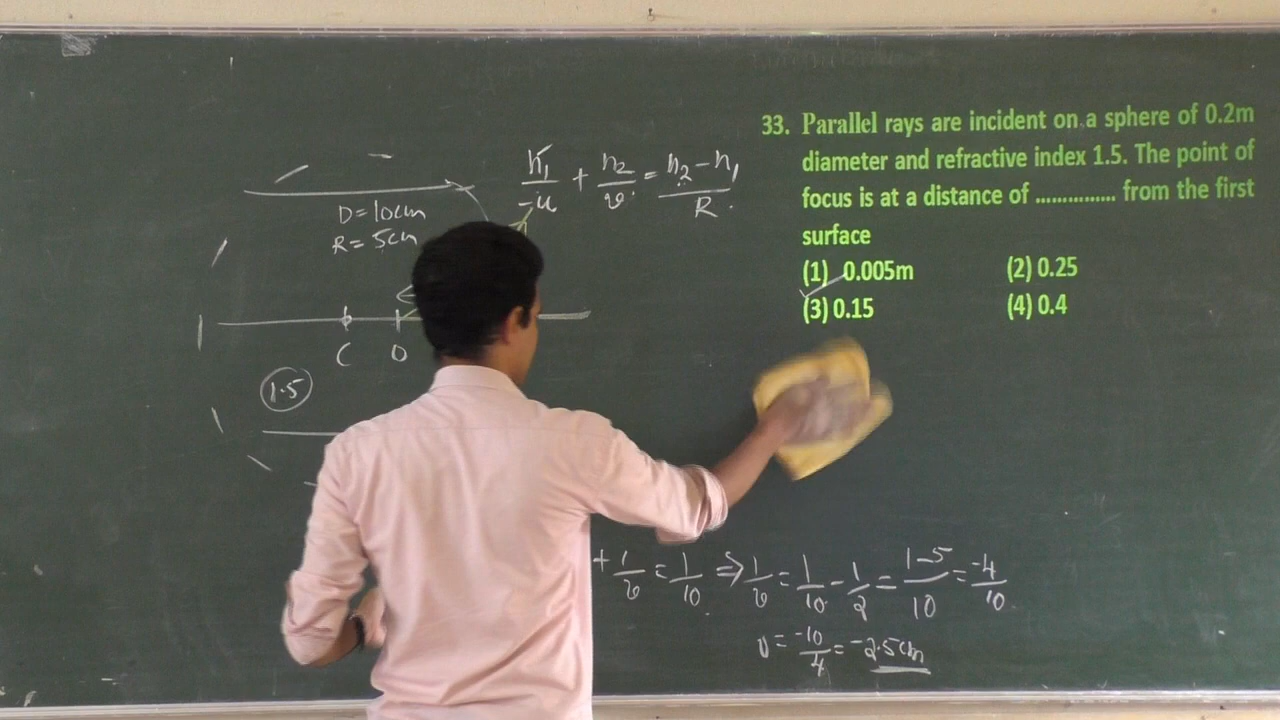 D=10cm
R= 5cm
C O
1.5
n₁/-u + n₂/v = n₂-n₁/R
33. Parallel rays are incident on a sphere of 0.2m
diameter and refractive index 1.5. The point of
focus is at a distance of ............... from the first
surface
(1) 0.005m (2) 0.25
(3) 0.15 (4) 0.4
+ 1/v = 1/10 ⇒ 1/v = 1/10 - 1/2 = 1-5/10 = -4/10
v = -10/4 = -2.5cm